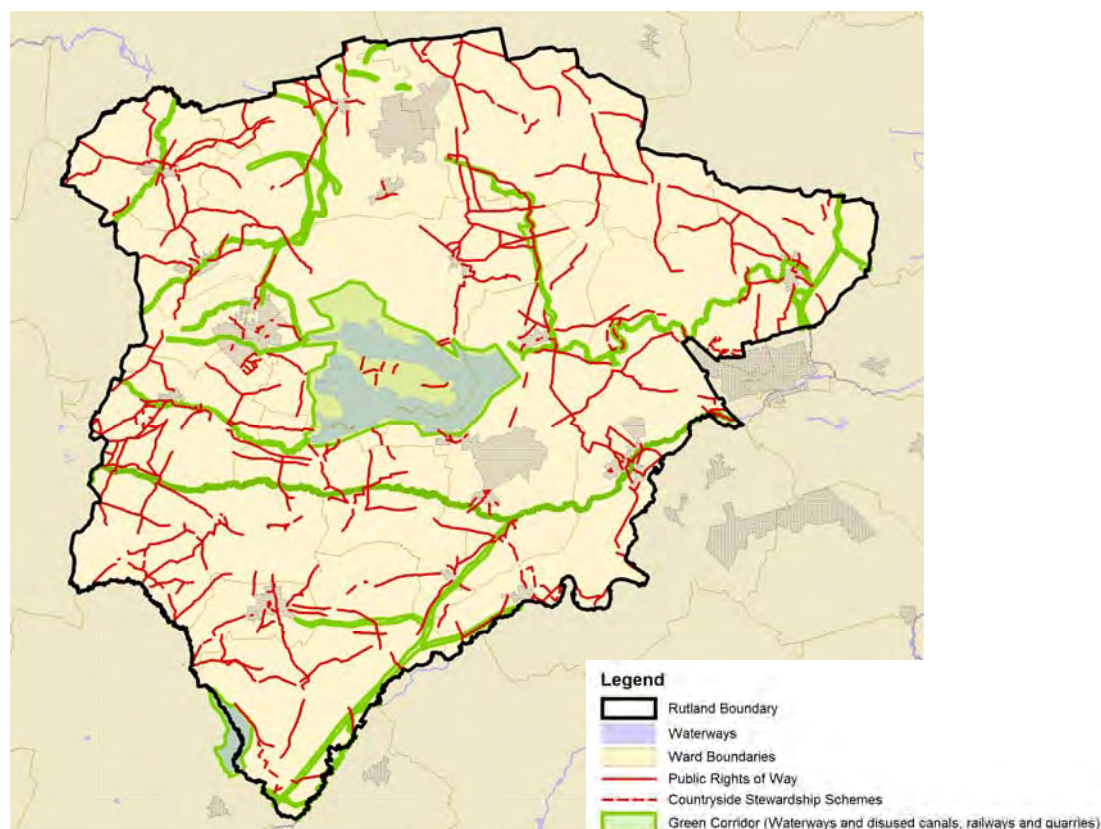 Legend
Rutland Boundary
Waterways
Ward Boundaries
Public Rights of Way
Countryside Stewardship Schemes
Green Corridor (Waterways and disused canals, railways and quarries)